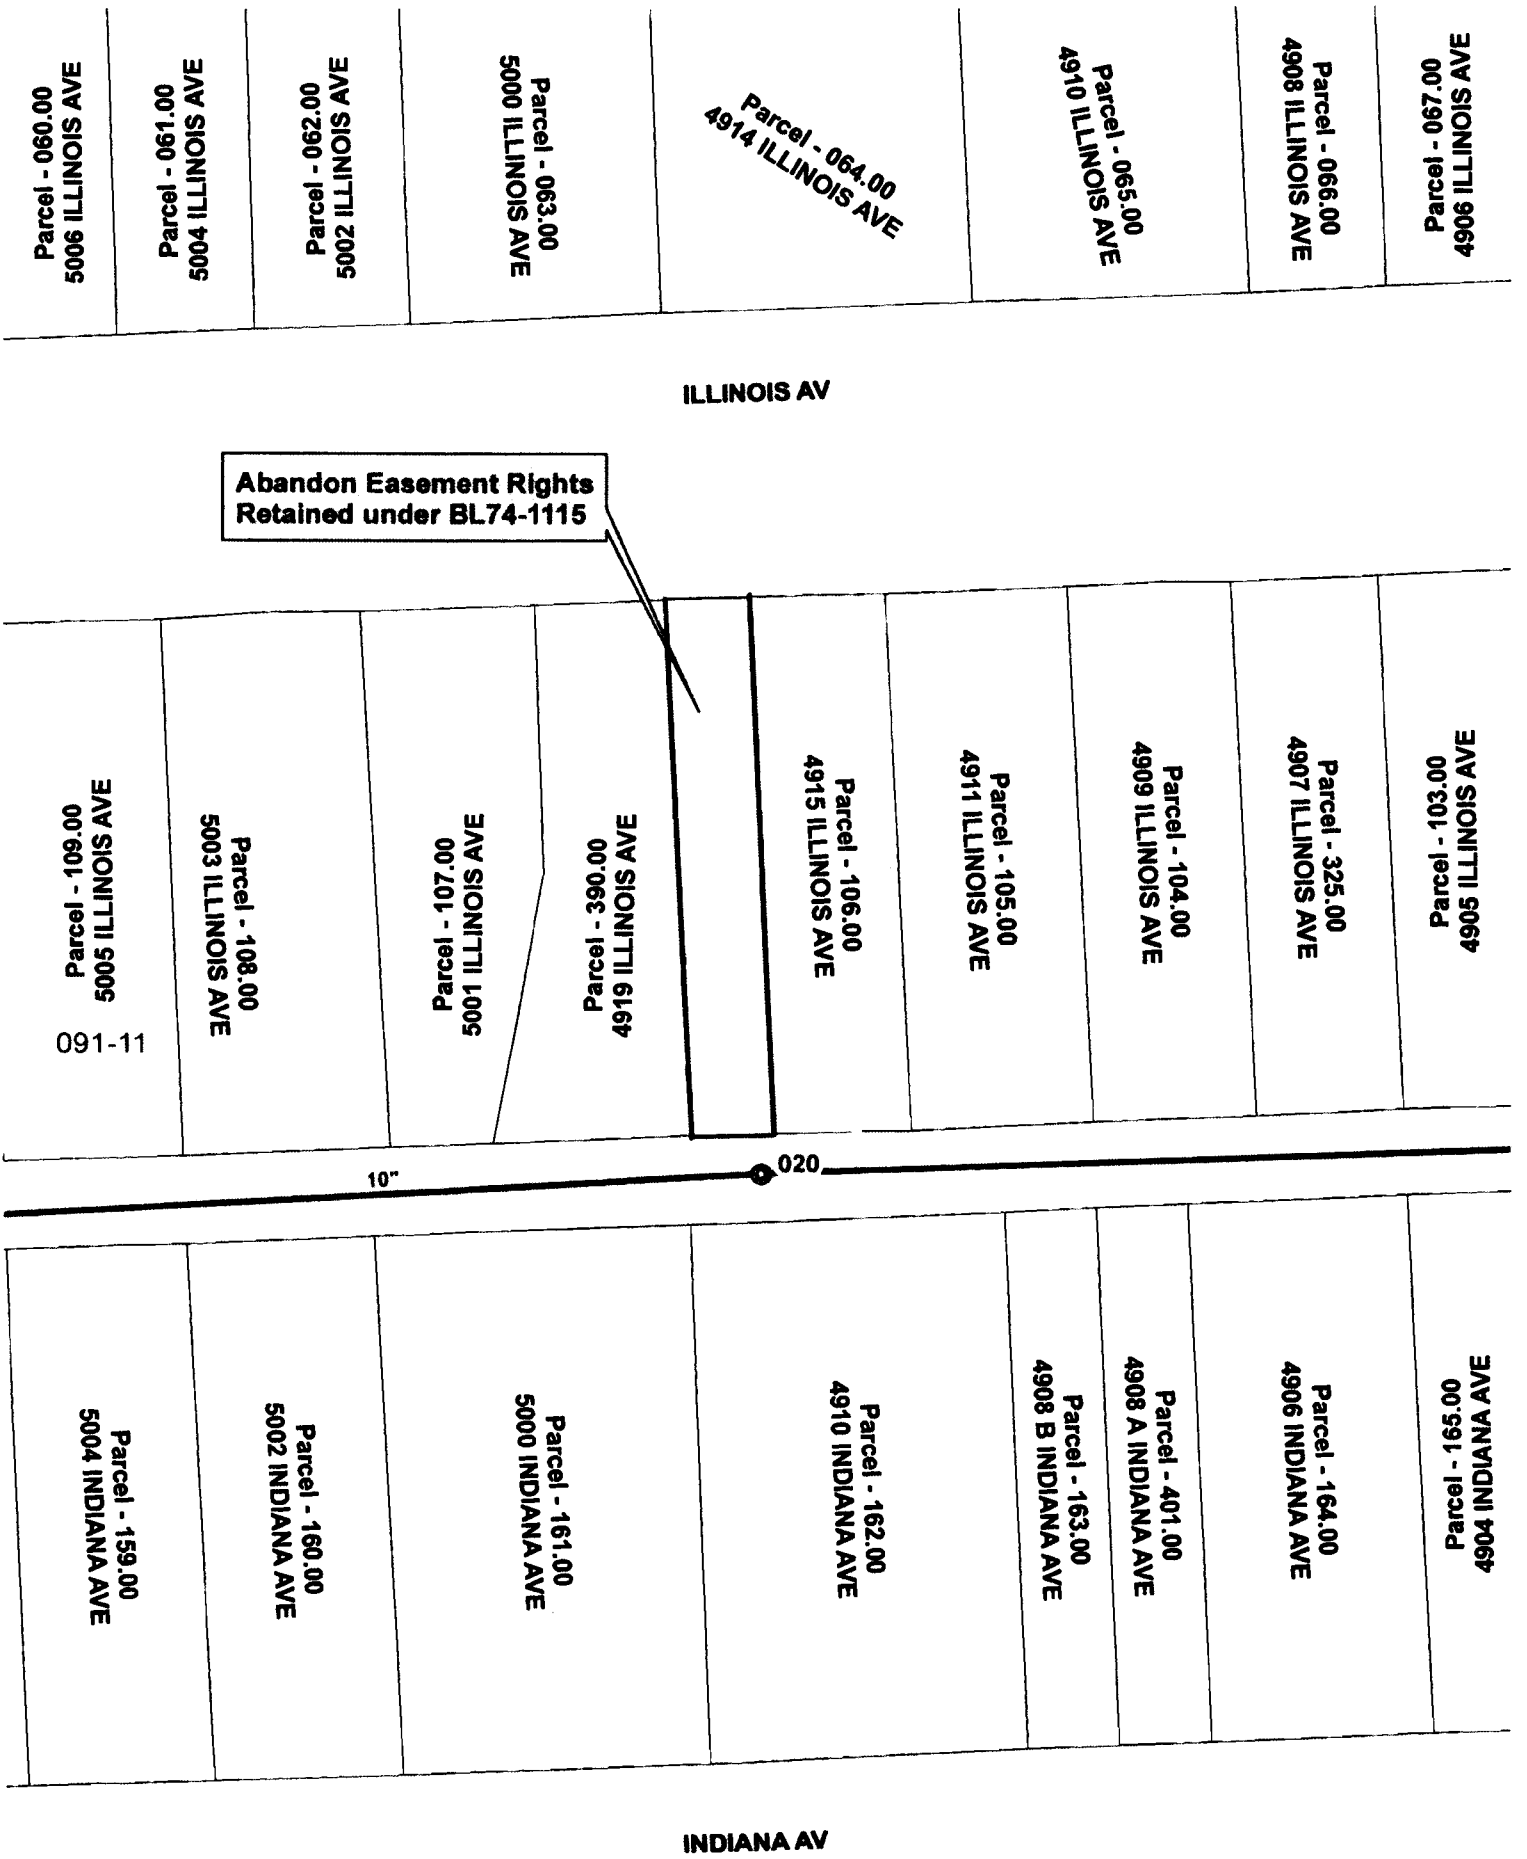 Parcel - 060.00
5006 ILLINOIS AVE
Parcel - 061.00
5004 ILLINOIS AVE
Parcel - 062.00
5002 ILLINOIS AVE
Parcel - 063.00
5000 ILLINOIS AVE
Parcel - 064.00
4914 ILLINOIS AVE
Parcel - 065.00
4910 ILLINOIS AVE
Parcel - 066.00
4908 ILLINOIS AVE
Parcel - 067.00
4906 ILLINOIS AVE
ILLINOIS AV
Abandon Easement Rights
Retained under BL74-1115
Parcel - 109.00
5005 ILLINOIS AVE
091-11
Parcel - 108.00
5003 ILLINOIS AVE
Parcel - 107.00
5001 ILLINOIS AVE
4919 ILLINOIS AVE
Parcel - 390.00
Parcel - 106.00
4915 ILLINOIS AVE
Parcel - 105.00
4911 ILLINOIS AVE
Parcel - 104.00
4909 ILLINOIS AVE
Parcel - 325.00
4907 ILLINOIS AVE
Parcel - 103.00
4905 ILLINOIS AVE
10"
020
Parcel - 159.00
5004 INDIANA AVE
Parcel - 160.00
5002 INDIANA AVE
Parcel - 161.00
5000 INDIANA AVE
Parcel - 162.00
4910 INDIANA AVE
Parcel - 163.00
4908 B INDIANA AVE
Parcel - 401.00
4908 A INDIANA AVE
Parcel - 164.00
4906 INDIANA AVE
Parcel - 165.00
4904 INDIANA AVE
INDIANA AV